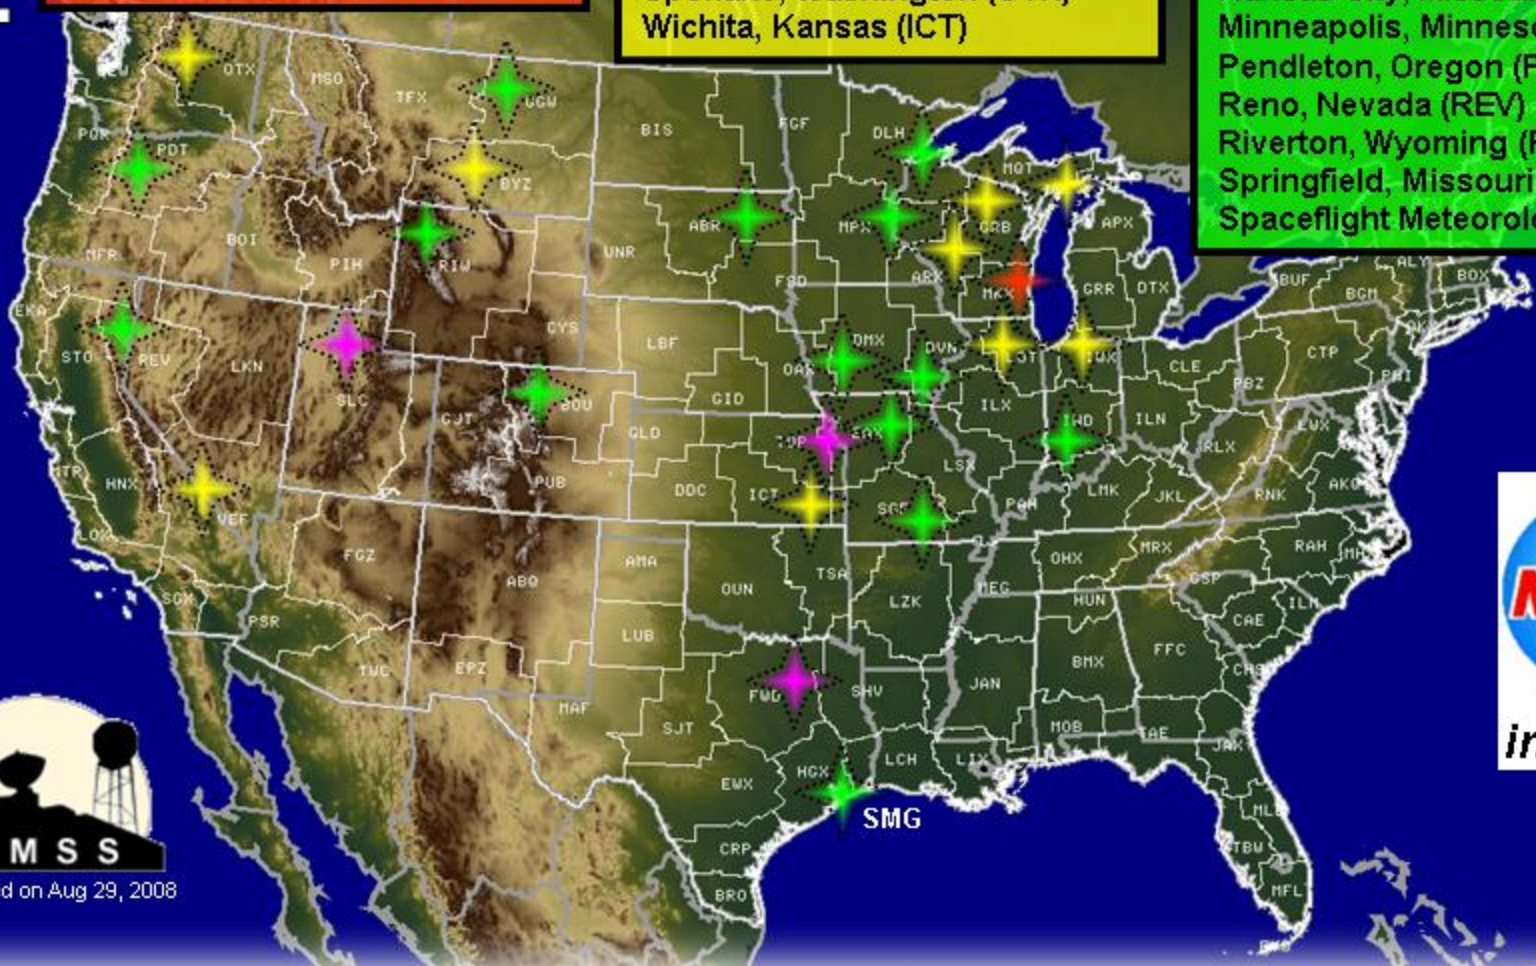 Wichita, Kansas (ICT)
Minneapolis, Minnes
Pendleton, Oregon (
Reno, Nevada (REV)
Riverton, Wyoming (
Springfield, Missouri
Spaceflight Meteorol
OTX
MSO
TFX
GGW
BIS
FGF
DLH
MQT
PQR
PDT
BYZ
ABR
MPX
GRB
APX
MFR
BOI
PIH
RIW
UNR
FSD
ARX
MKX
GRR
DTX
BUF
ALY
BGM
BOX
EKA
STO
REV
LKN
SLC
CYS
LBF
OAX
DMX
DVN
LOT
IWX
CLE
CTP
PBZ
PHI
GJT
BOU
GID
GLD
TOP
EAX
ILX
IND
ILN
RLX
LWX
MTR
HNX
VEF
PUB
DDC
ICT
SGF
LSX
PAH
LMK
JKL
RNK
AKQ
LOX
FGZ
ABQ
AMA
OUN
TSA
LZK
MEG
OHX
MRX
GSP
RAH
MH
SGX
PSR
TWC
EPZ
LUB
HUN
CAE
ILM
FWD
SHV
JAN
BMX
FFC
CHS
MAF
SJT
EWX
HGX
LCH
LIX
MOB
TAE
JAX
SMG
CRP
BRO
MLB
TBW
MFL
MSS
d on Aug 29, 2008
in